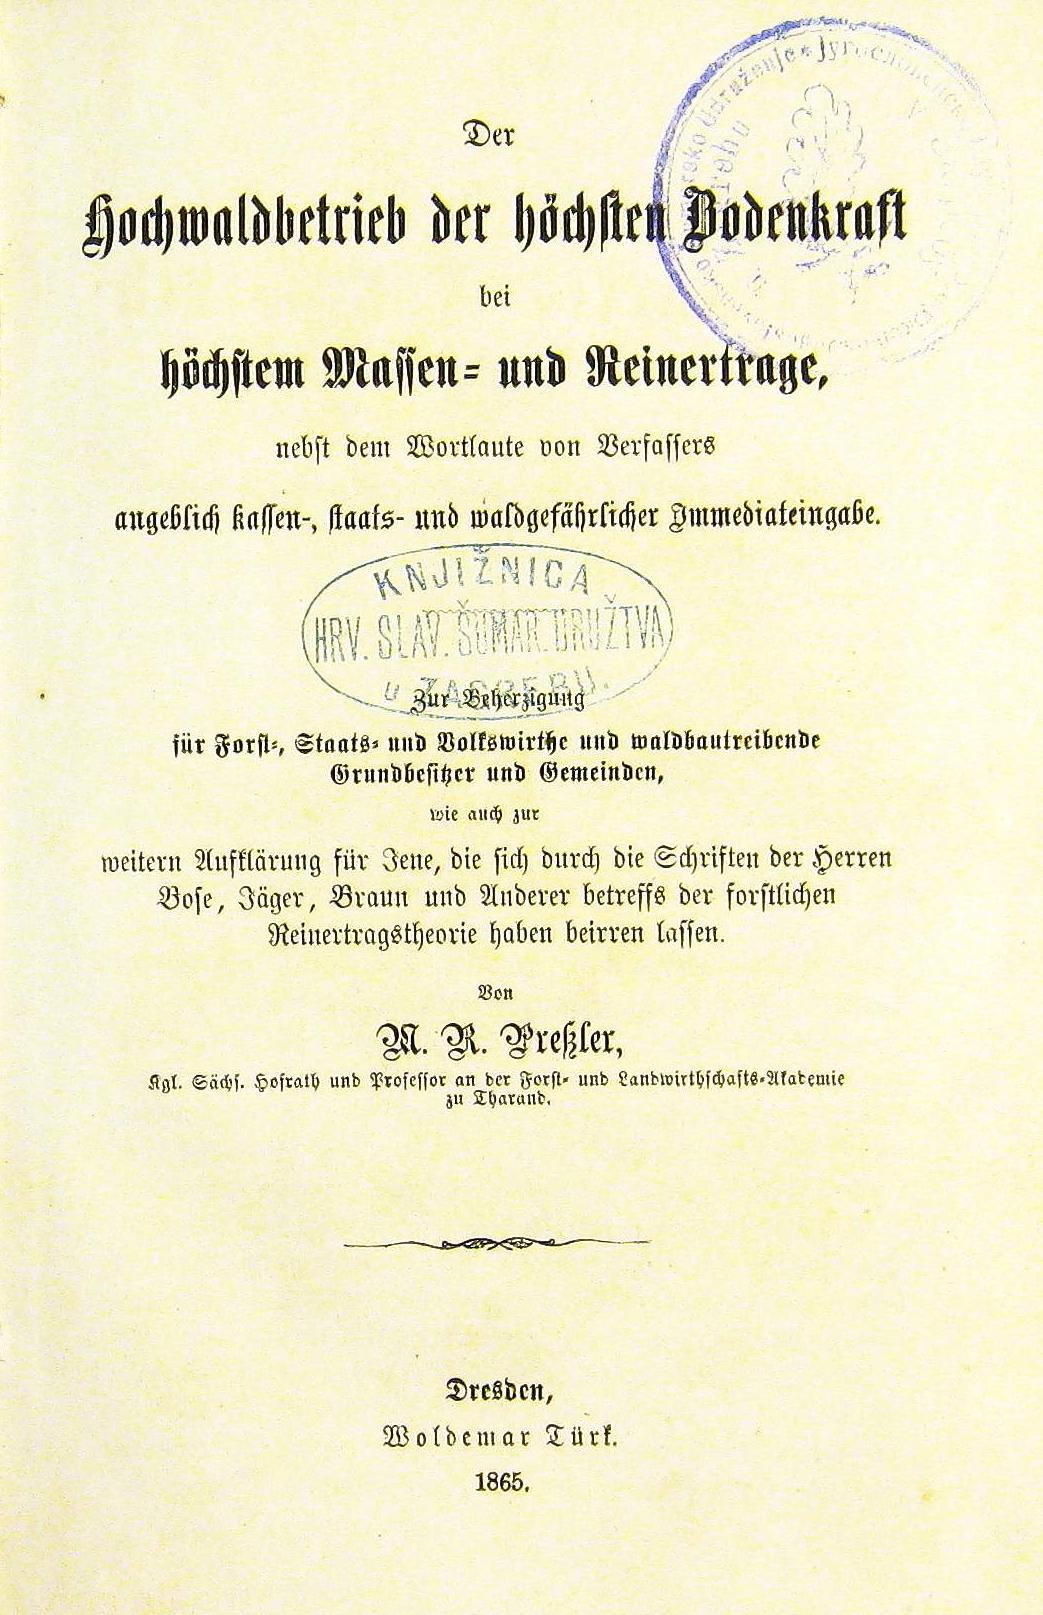 Der
Hochwaldbetrieb der höchsten Bodenkraft
bei
höchstem Massen= und Reinertrage,
nebst dem Wortlaute von Verfassers
angeblich kassen-, staats- und waldgefährlicher Immediateingabe.
KNJIŽNICA
HRV. SLAV. ŠUMAR. DRUŽTVA
U ZAGREBU.
Zur Beherzigung
für Forst=, Staats= und Volkswirthe und waldbautreibende
Grundbesitzer und Gemeinden,
wie auch zur
weitern Aufklärung für Jene, die sich durch die Schriften der Herren
Bose, Jäger, Braun und Anderer betreffs der forstlichen
Reinertragstheorie haben beirren lassen.
Von
M. R. Preßler,
Kgl. Sächs. Hofrath und Professor an der Forst= und Landwirthschafts=Akademie
zu Tharand.
Dresden,
Woldemar Türk.
1865.